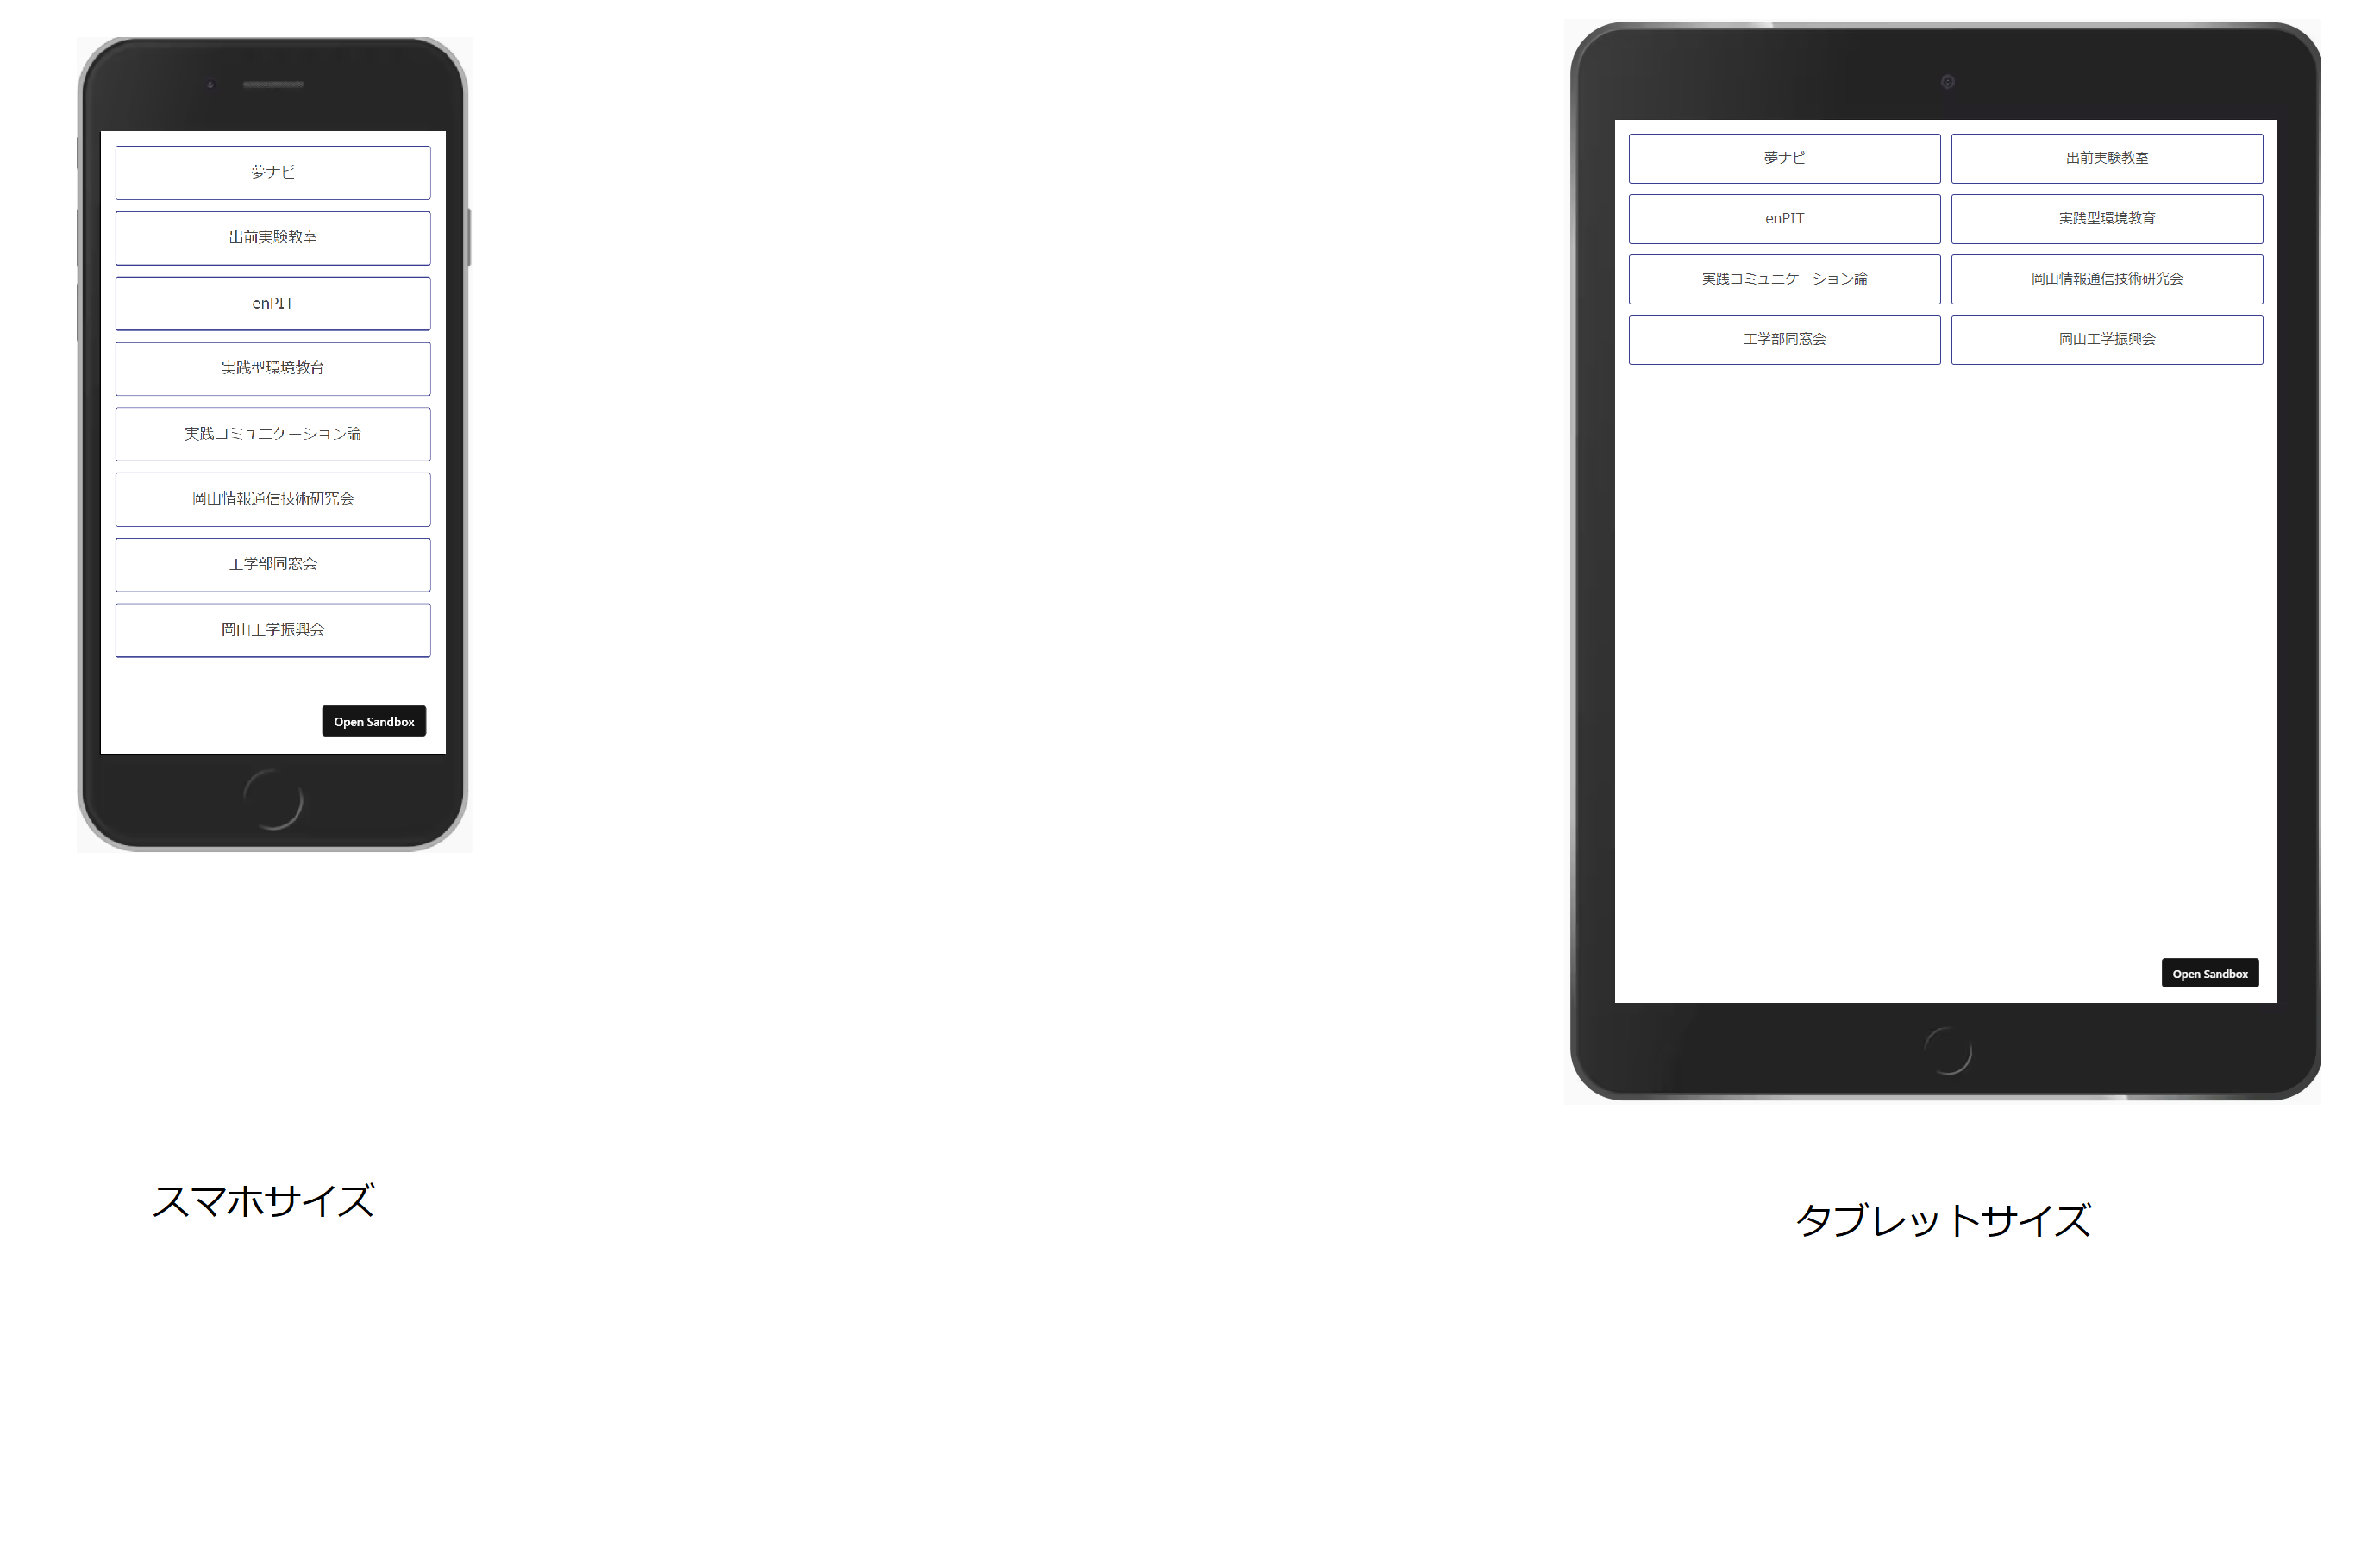 夢ナビ
出前実験教室
enPIT
実践型環境教育
実践コミュニケーション論
岡山情報通信技術研究会
工学部同窓会
岡山工学振興会
Open Sandbox
スマホサイズ
夢ナビ
出前実験教室
enPIT
実践型環境教育
実践コミュニケーション論
岡山情報通信技術研究会
工学部同窓会
岡山工学振興会
Open Sandbox
タブレットサイズ